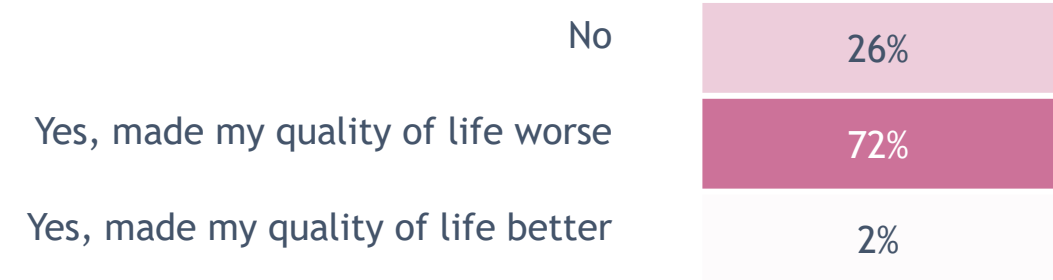 No 26%
Yes, made my quality of life worse 72%
Yes, made my quality of life better 2%